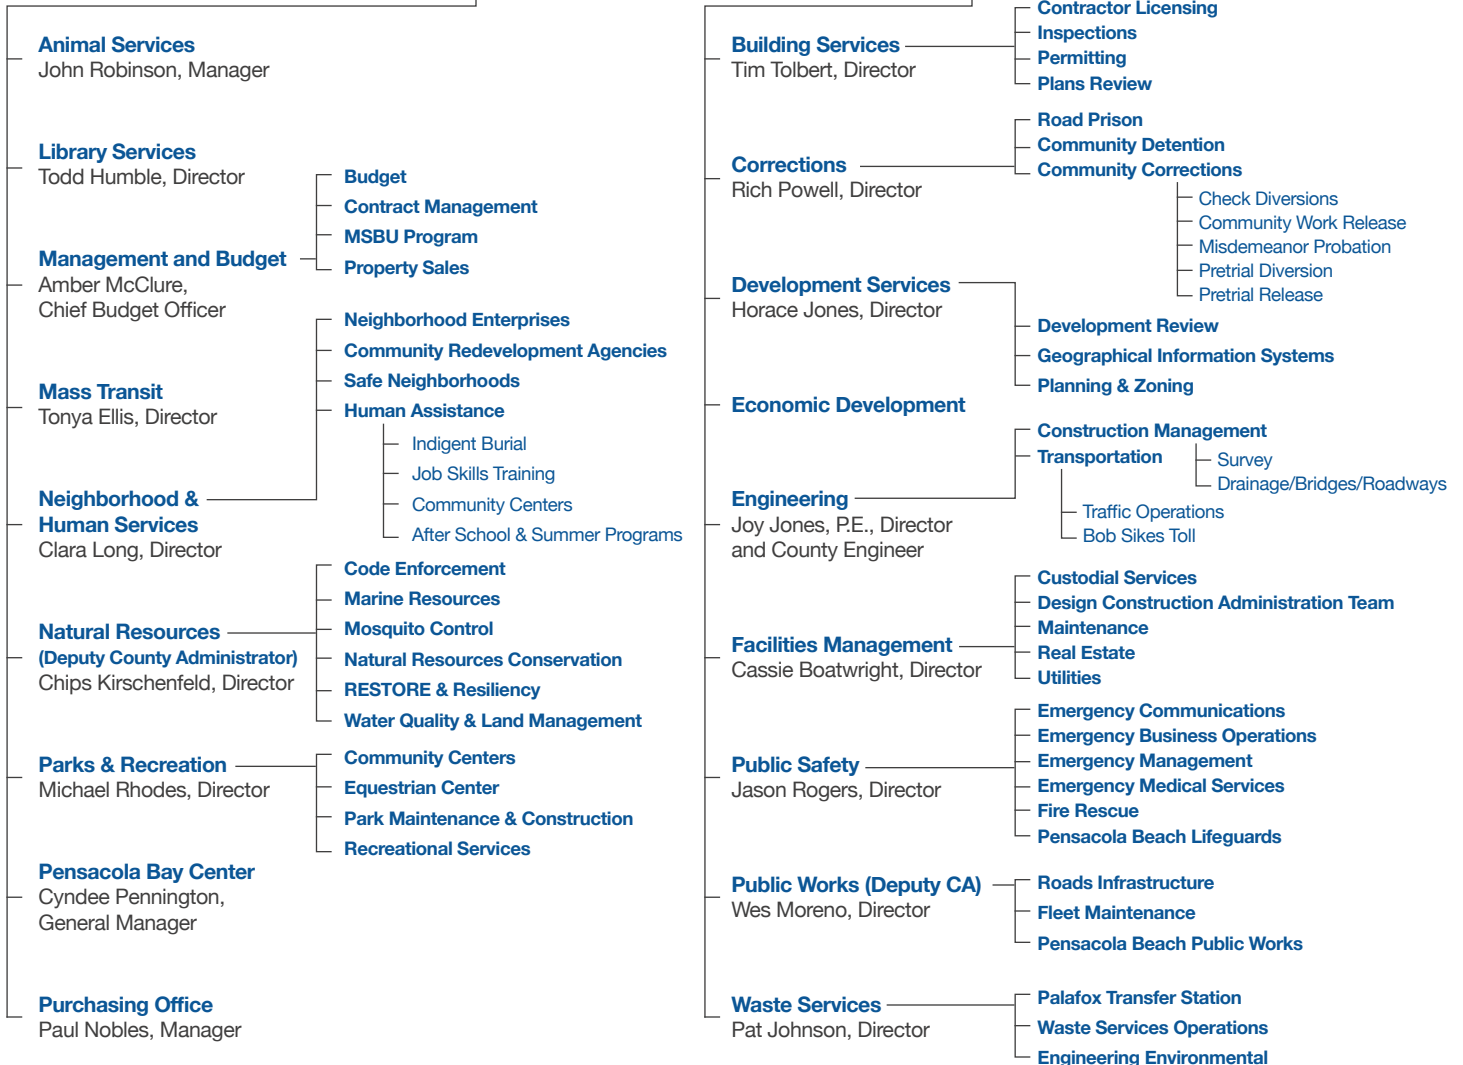 Animal Services
John Robinson, Manager
Library Services
Todd Humble, Director
Management and Budget
Amber McClure,
Chief Budget Officer
Budget
Contract Management
MSBU Program
Property Sales
Mass Transit
Tonya Ellis, Director
Neighborhood &
Human Services
Clara Long, Director
Neighborhood Enterprises
Community Redevelopment Agencies
Safe Neighborhoods
Human Assistance
Indigent Burial
Job Skills Training
Community Centers
After School & Summer Programs
Natural Resources
(Deputy County Administrator)
Chips Kirschenfeld, Director
Code Enforcement
Marine Resources
Mosquito Control
Natural Resources Conservation
RESTORE & Resiliency
Water Quality & Land Management
Parks & Recreation
Michael Rhodes, Director
Community Centers
Equestrian Center
Park Maintenance & Construction
Recreational Services
Pensacola Bay Center
Cyndee Pennington,
General Manager
Purchasing Office
Paul Nobles, Manager
Building Services
Tim Tolbert, Director
Contractor Licensing
Inspections
Permitting
Plans Review
Corrections
Rich Powell, Director
Road Prison
Community Detention
Community Corrections
Check Diversions
Community Work Release
Misdemeanor Probation
Pretrial Diversion
Pretrial Release
Development Services
Horace Jones, Director
Development Review
Geographical Information Systems
Planning & Zoning
Economic Development
Engineering
Joy Jones, P.E., Director
and County Engineer
Construction Management
Survey
Drainage/Bridges/Roadways
Transportation
Traffic Operations
Bob Sikes Toll
Facilities Management
Cassie Boatwright, Director
Custodial Services
Design Construction Administration Team
Maintenance
Real Estate
Utilities
Public Safety
Jason Rogers, Director
Emergency Communications
Emergency Business Operations
Emergency Management
Emergency Medical Services
Fire Rescue
Pensacola Beach Lifeguards
Public Works (Deputy CA)
Wes Moreno, Director
Roads Infrastructure
Fleet Maintenance
Pensacola Beach Public Works
Waste Services
Pat Johnson, Director
Palafox Transfer Station
Waste Services Operations
Engineering Environmental